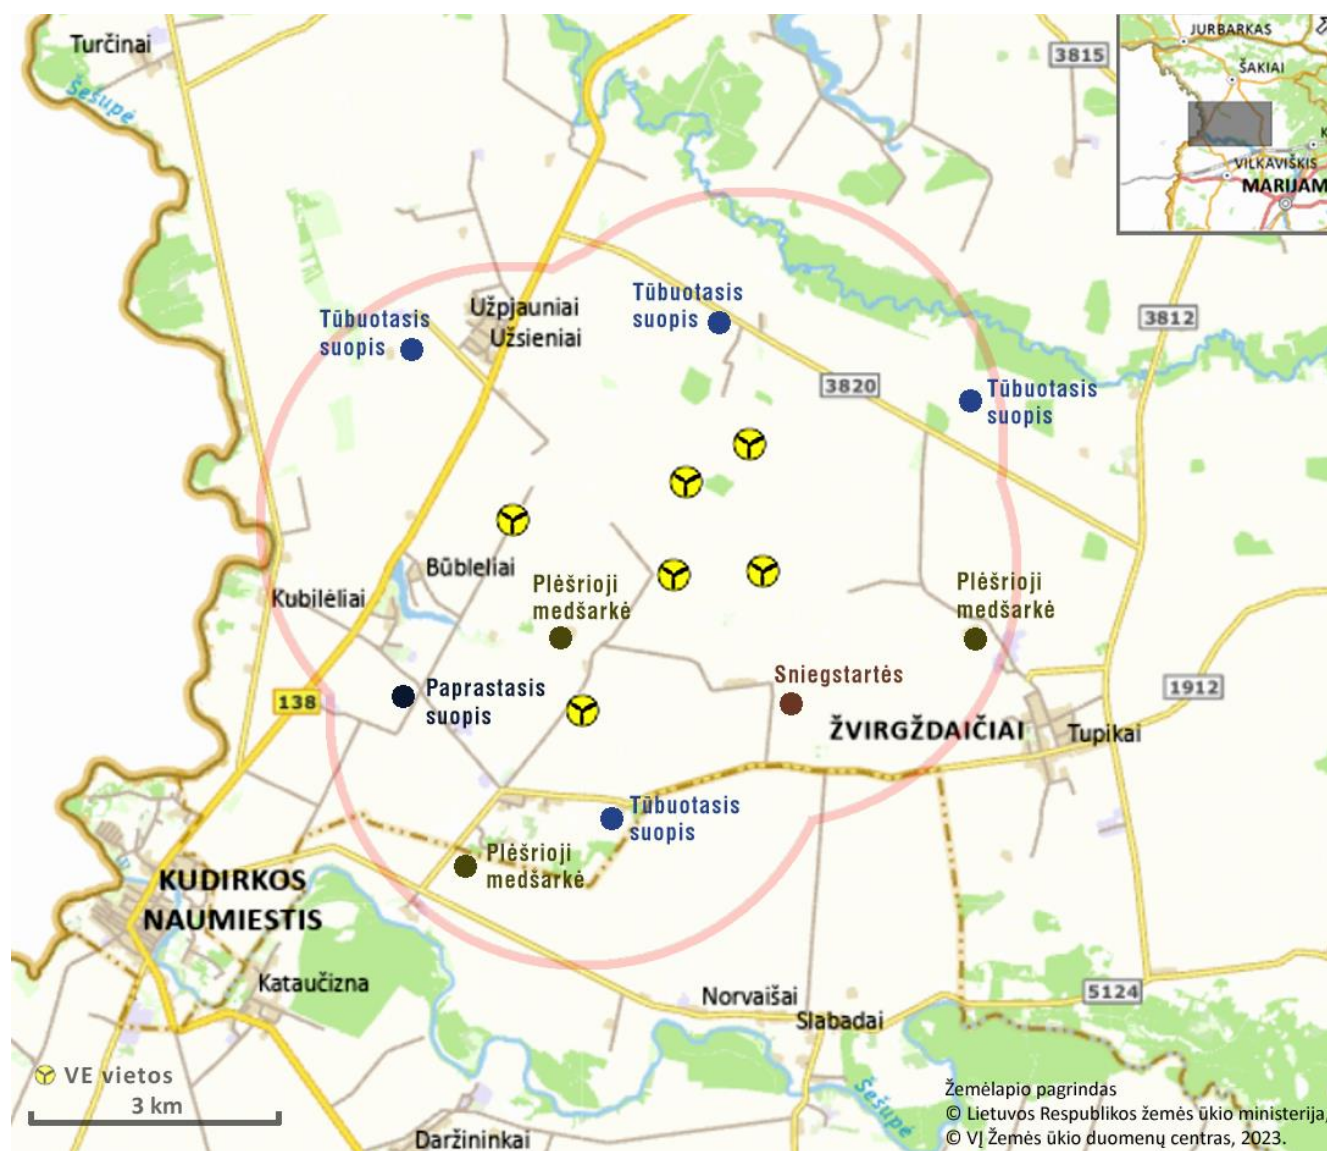 Turčinai
Šešupė
3815
JURBARKAS
ŠAKIAI
K
VILKAVIŠKIS
MARIJAM
Užpjauniai
Užsieniai
Tūbuotasis
suopis
Tūbuotasis
suopis
3812
3820
Tūbuotasis
suopis
Būbleliai
Kubilėliai
Plėšrioji
medšarkė
Plėšrioji
medšarkė
Paprastasis
suopis
138
Sniegstartės
1912
ŽVIRGŽDAIČIAI
Tupikai
Tūbuotasis
suopis
Plėšrioji
medšarkė
KUDIRKOS
NAUMIESTIS
Kataučizna
Norvaišai
Slabadai
5124
Šešupė
VE vietos
3 km
Daržininkai
Žemėlapio pagrindas
© Lietuvos Respublikos žemės ūkio ministerija,
© VĮ Žemės ūkio duomenų centras, 2023.